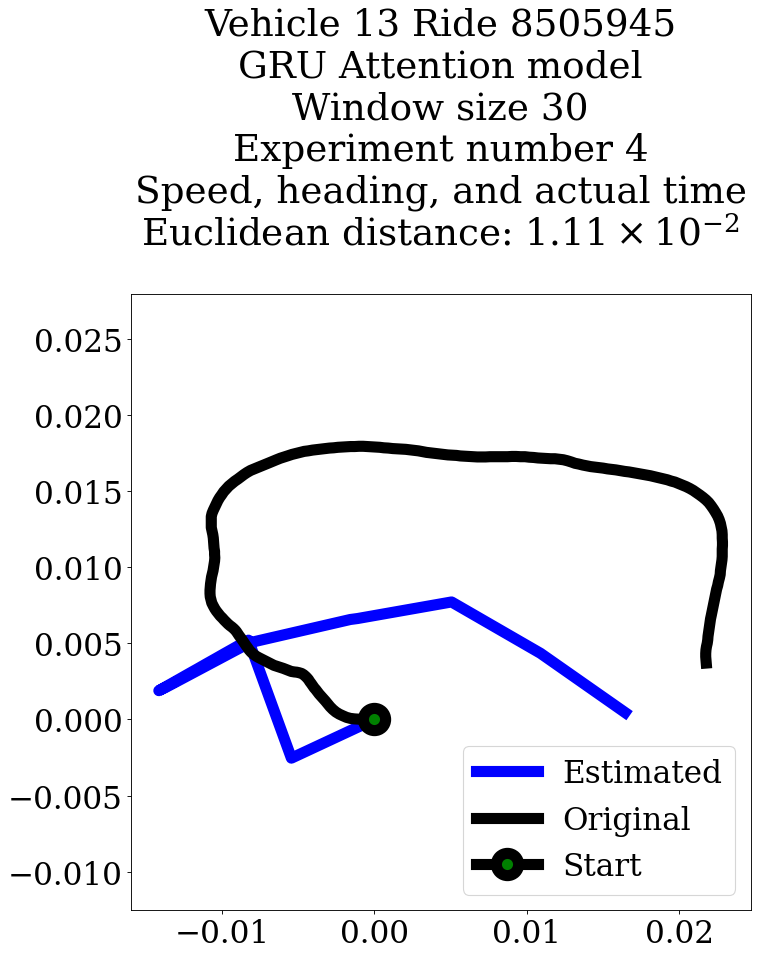 Vehicle 13 Ride 8505945
GRU Attention model
Window size 30
Experiment number 4
Speed, heading, and actual time
Euclidean distance: 1.11 × 10⁻²
0.025
0.020
0.015
0.010
0.005
0.000
−0.005
−0.010
−0.01 0.00 0.01 0.02
Estimated
Original
Start